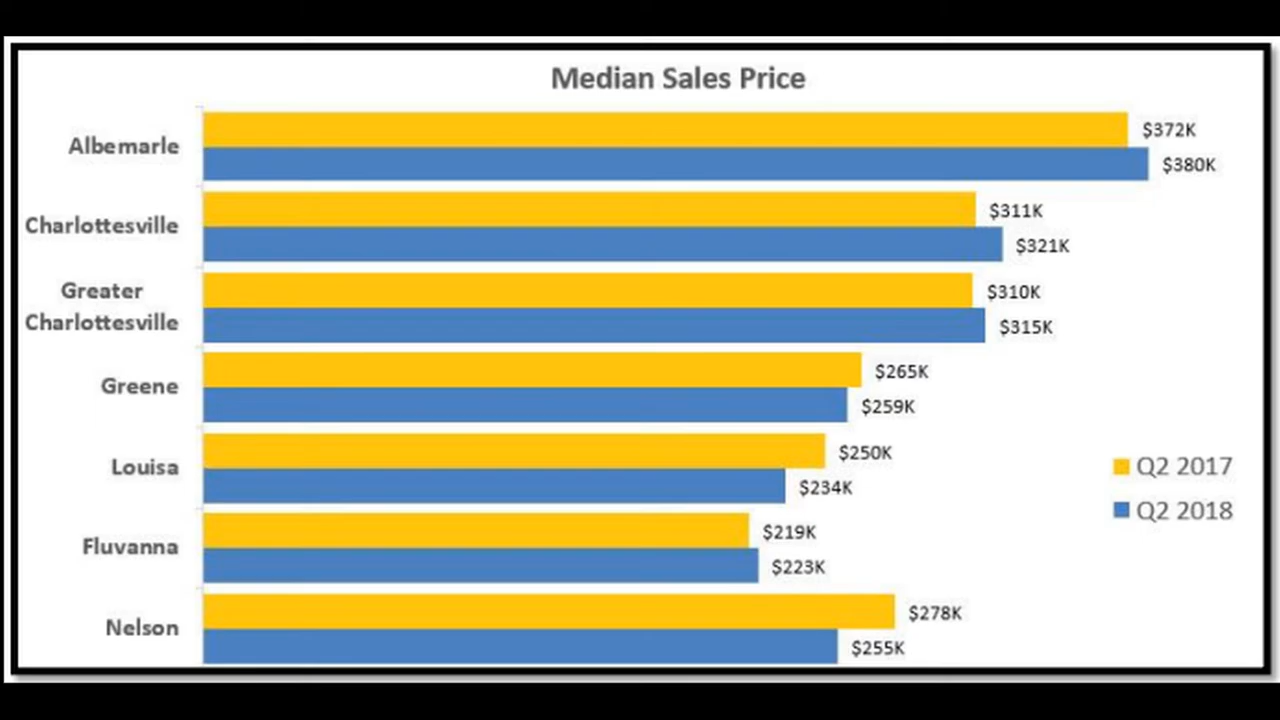 Median Sales Price
Albemarle
$372K
$380K
Charlottesville
$311K
$321K
Greater
Charlottesville
$310K
$315K
Greene
$265K
$259K
Louisa
$250K
$234K
Fluvanna
$219K
$223K
Nelson
$278K
$255K
Q2 2017
Q2 2018